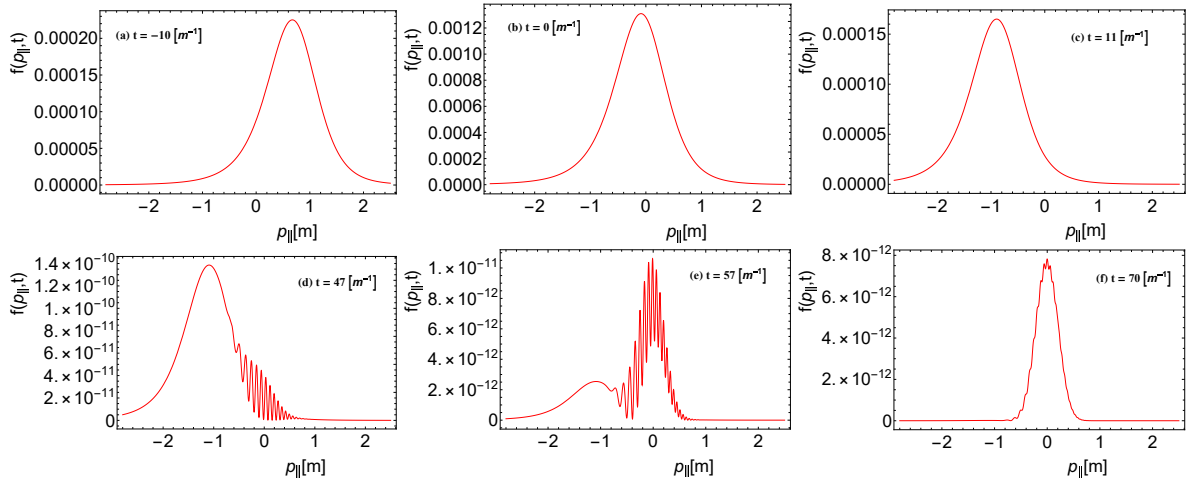 (a) t = −10 [m⁻¹]
f(p||,t)
0.00020
0.00015
0.00010
0.00005
0.00000
−2 −1 0 1 2
p||[m]
(b) t = 0 [m⁻¹]
f(p||,t)
0.0012
0.0010
0.0008
0.0006
0.0004
0.0002
0.0000
−2 −1 0 1 2
p||[m]
(c) t = 11 [m⁻¹]
f(p||,t)
0.00015
0.00010
0.00005
0.00000
−2 −1 0 1 2
p||[m]
(d) t = 47 [m⁻¹]
f(p||,t)
1.4 × 10⁻¹⁰
1.2 × 10⁻¹⁰
1. × 10⁻¹⁰
8. × 10⁻¹¹
6. × 10⁻¹¹
4. × 10⁻¹¹
2. × 10⁻¹¹
0
−2 −1 0 1 2
p||[m]
(e) t = 57 [m⁻¹]
f(p||,t)
1. × 10⁻¹¹
8. × 10⁻¹²
6. × 10⁻¹²
4. × 10⁻¹²
2. × 10⁻¹²
0
−2 −1 0 1 2
p||[m]
(f) t = 70 [m⁻¹]
f(p||,t)
8. × 10⁻¹²
6. × 10⁻¹²
4. × 10⁻¹²
2. × 10⁻¹²
0
−2 −1 0 1 2
p||[m]